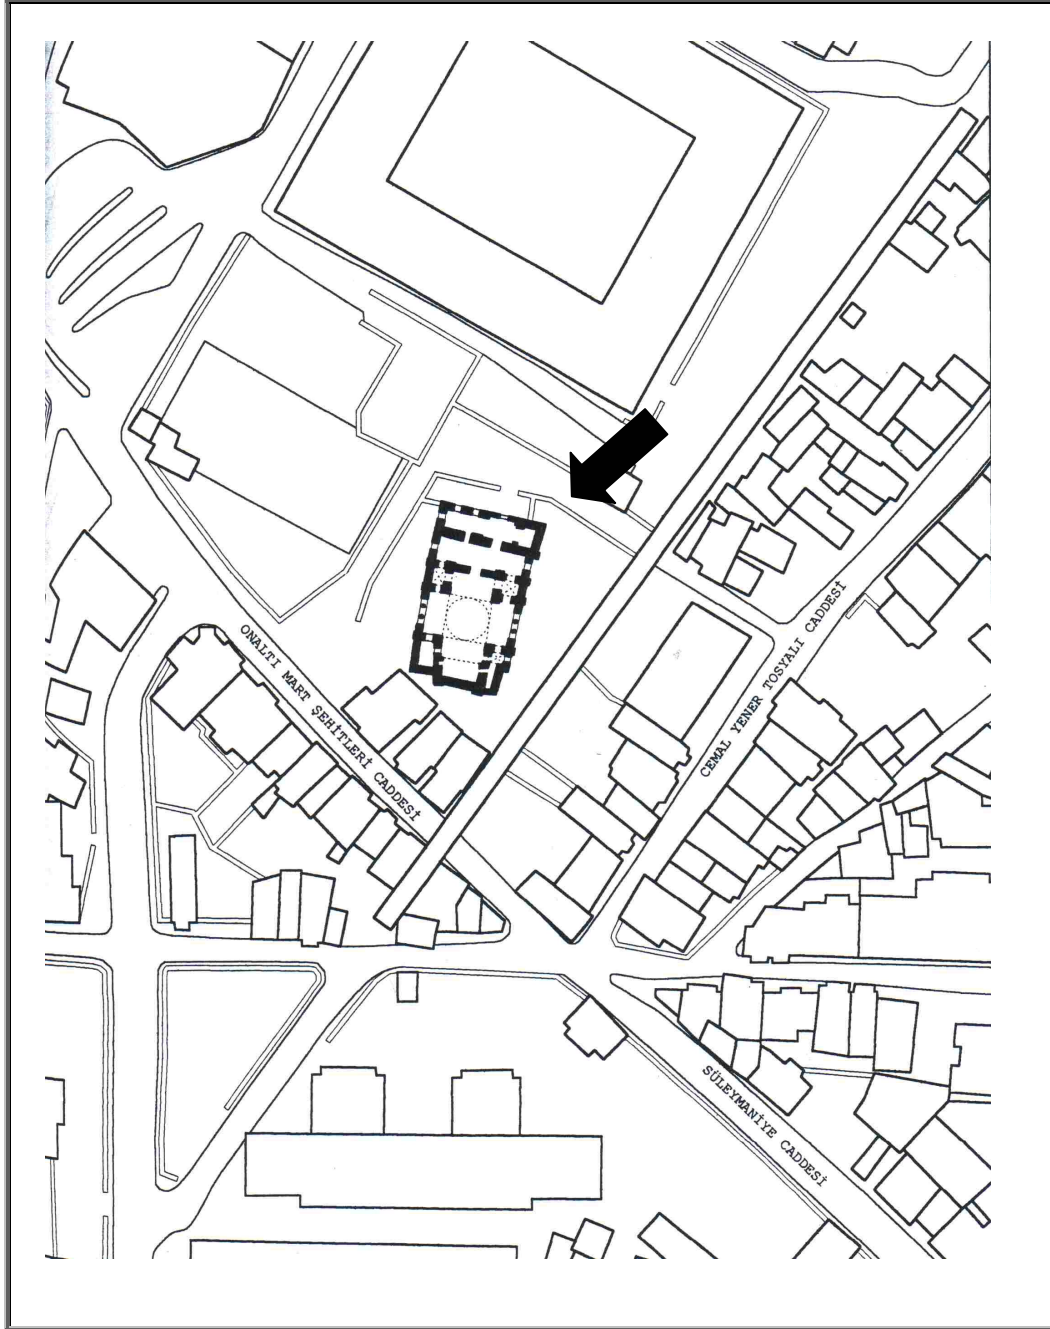 ONALTI MART ŞEHİTLERİ CADDESİ
CEMAL YENER TOSYALI CADDESİ
SÜLEYMANİYE CADDESİ